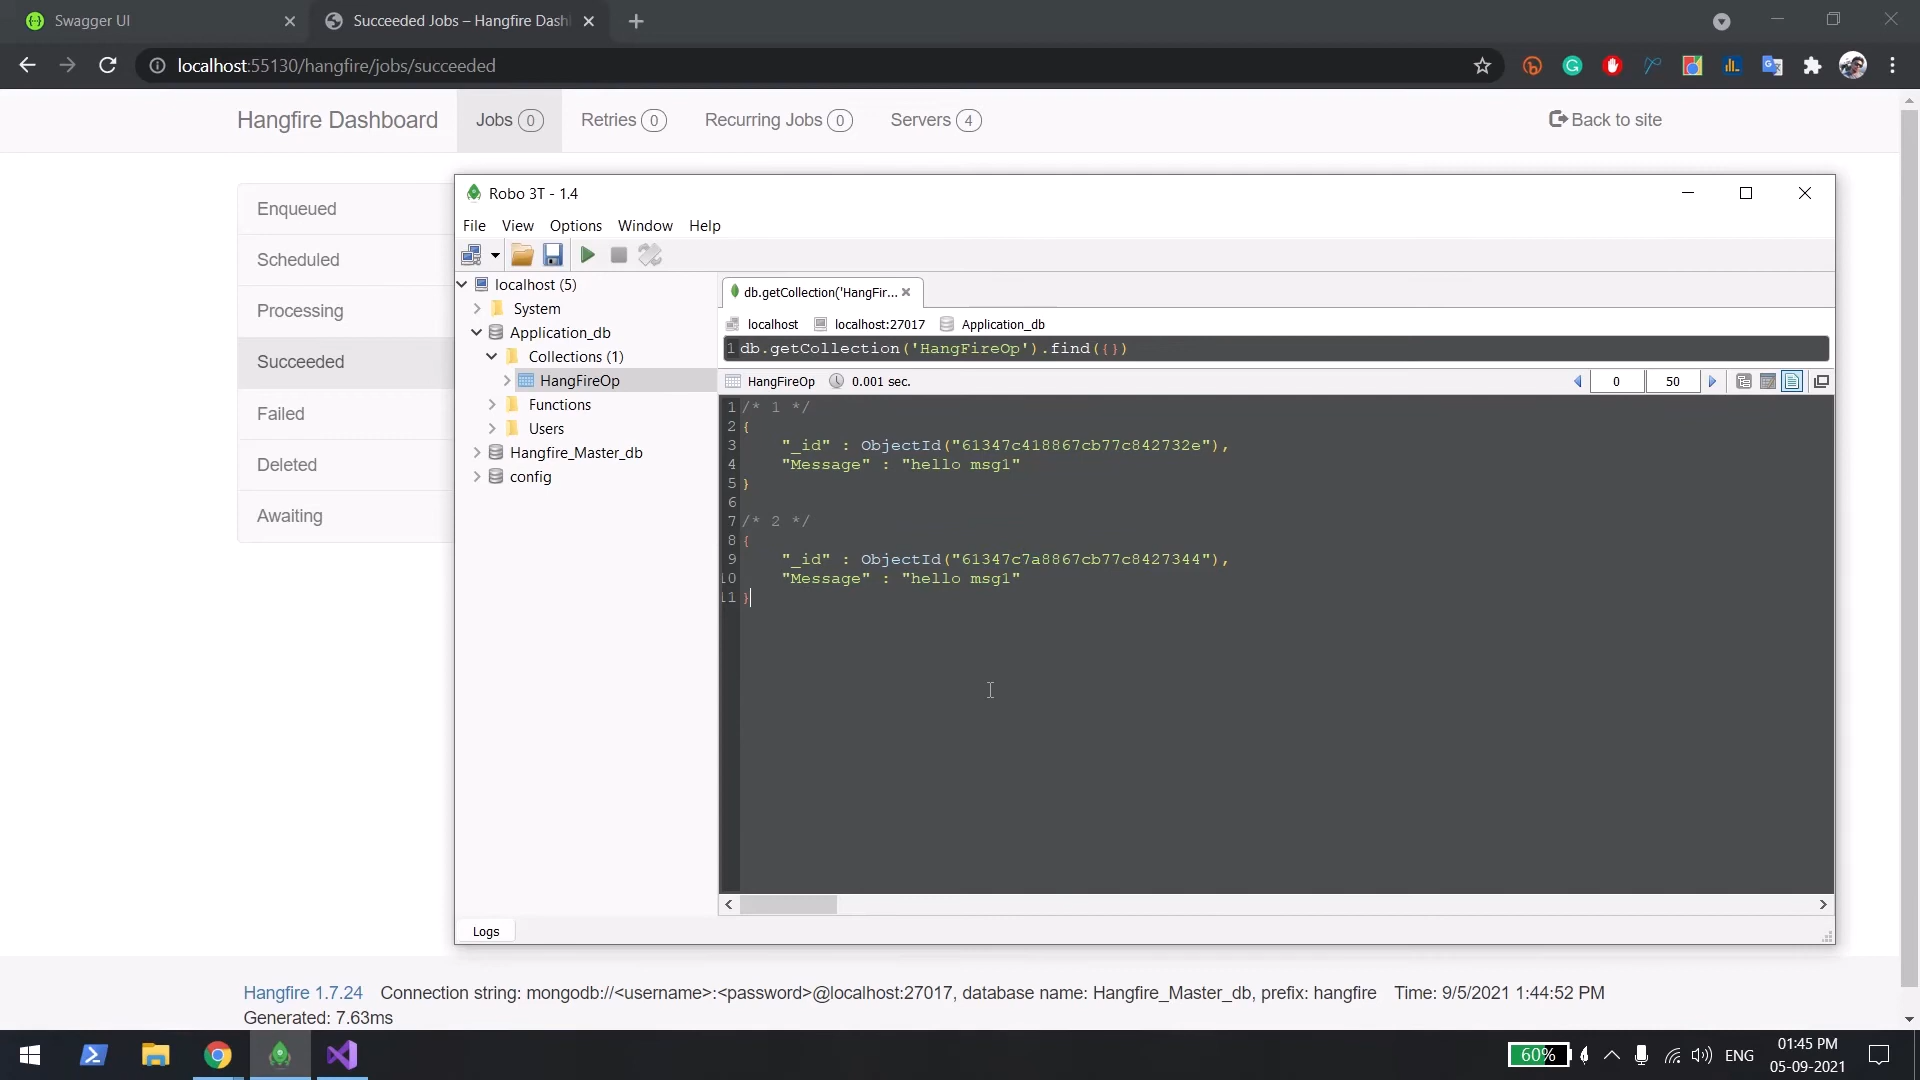 Swagger UI
Succeeded Jobs – Hangfire Dash
localhost:55130/hangfire/jobs/succeeded
Hangfire Dashboard
Jobs 0
Retries 0
Recurring Jobs 0
Servers 4
Back to site
Enqueued
Scheduled
Processing
Succeeded
Failed
Deleted
Awaiting
Robo 3T - 1.4
File View Options Window Help
localhost (5)
System
Application_db
Collections (1)
HangFireOp
Functions
Users
Hangfire_Master_db
config
db.getCollection('HangFir...
localhost localhost:27017 Application_db
1 db.getCollection('HangFireOp').find({})
HangFireOp 0.001 sec.
0 50
1 /* 1 */
2 {
3 "_id" : ObjectId("61347c418867cb77c842732e"),
4 "Message" : "hello msg1"
5 }
6
7 /* 2 */
8 {
9 "_id" : ObjectId("61347c7a8867cb77c8427344"),
10 "Message" : "hello msg1"
11 }
Logs
Hangfire 1.7.24 Connection string: mongodb://<username>:<password>@localhost:27017, database name: Hangfire_Master_db, prefix: hangfire Time: 9/5/2021 1:44:52 PM
Generated: 7.63ms
60%
ENG
01:45 PM
05-09-2021